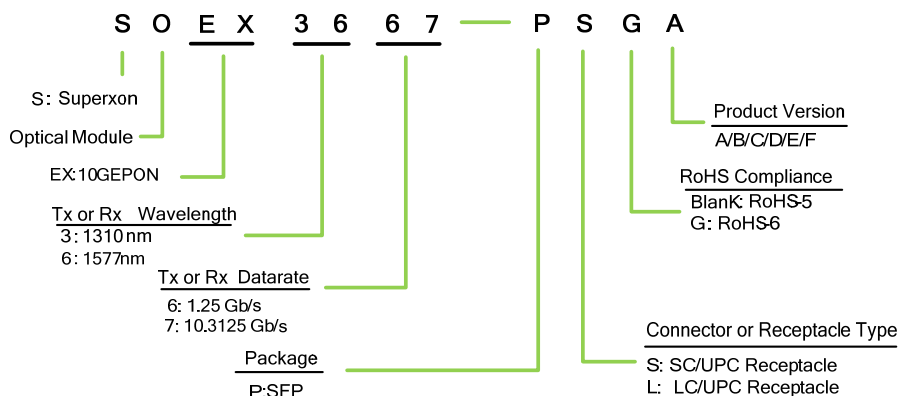 S O E X 3 6 6 7 — P S G A
S: Superxon
Optical Module
EX:10GEPON
Tx or Rx Wavelength
3: 1310 nm
6: 1577nm
Tx or Rx Datarate
6: 1.25 Gb/s
7: 10.3125 Gb/s
Package
P:SFP
Product Version
A/B/C/D/E/F
RoHS Compliance
BlanK: RoHS-5
G: RoHS-6
Connector or Receptacle Type
S: SC/UPC Receptacle
L: LC/UPC Receptacle